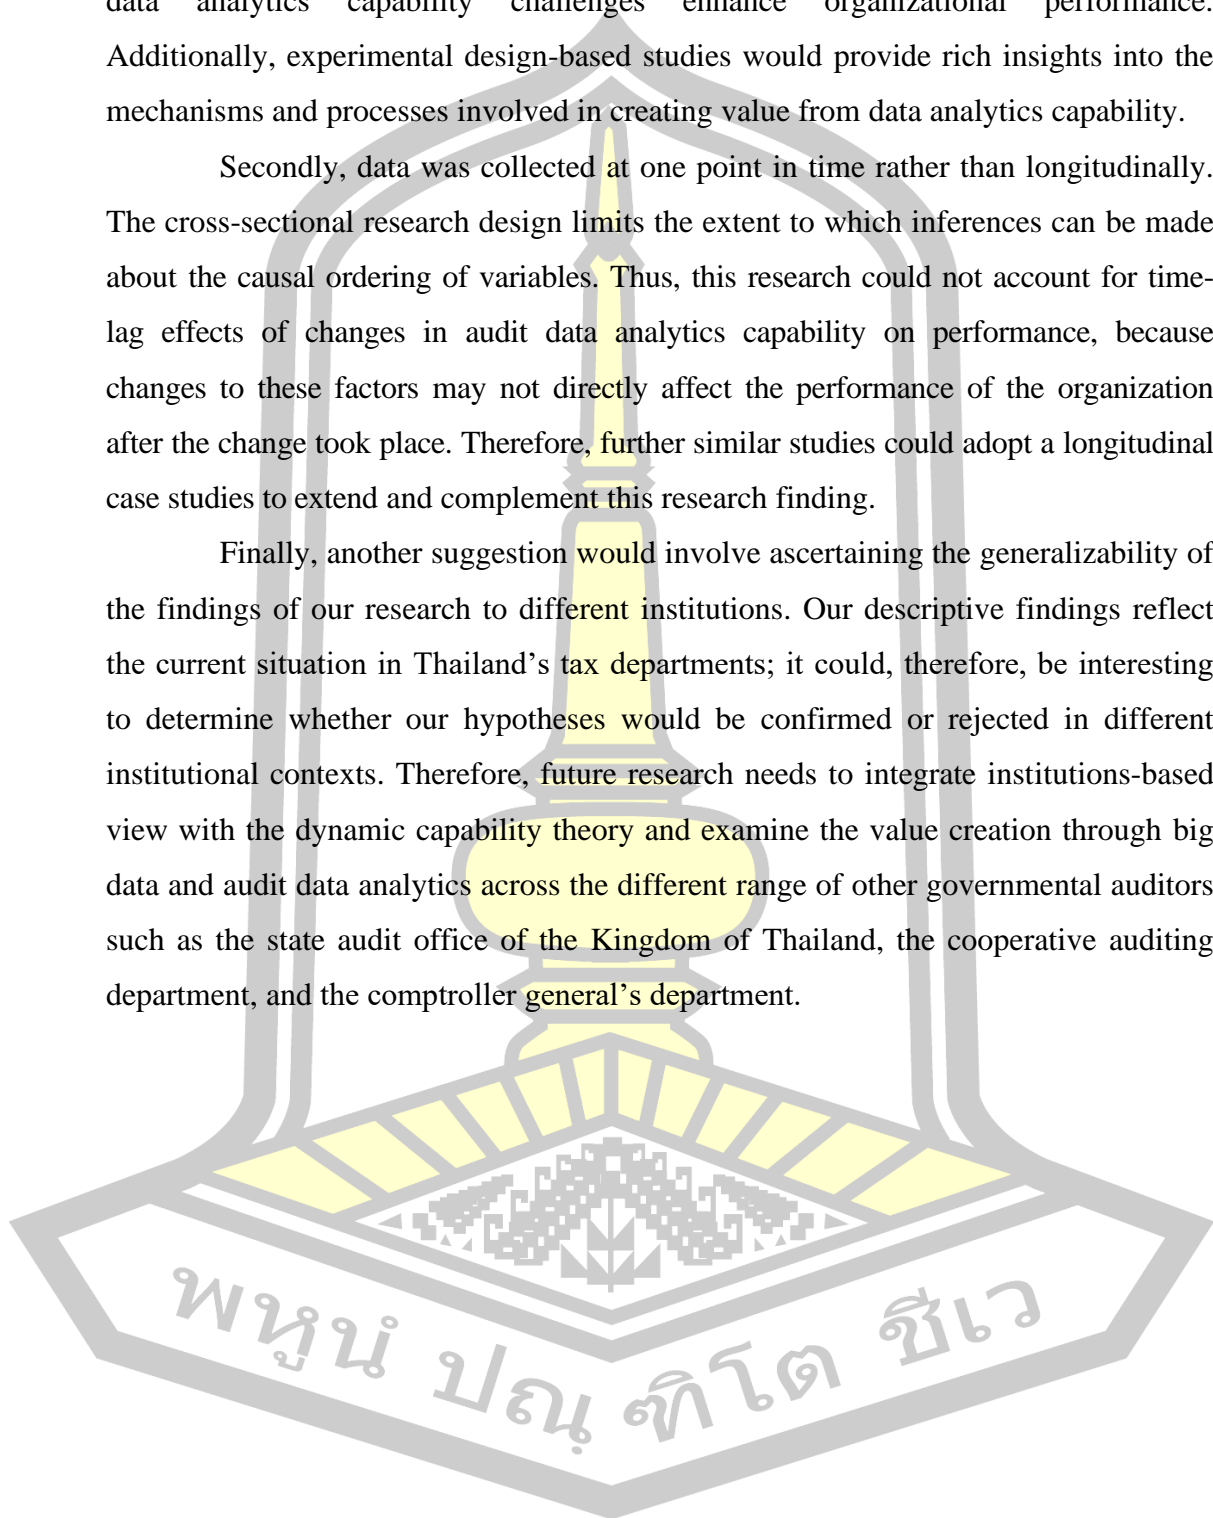 data analytics capability challenges enhance organizational performance.
Additionally, experimental design-based studies would provide rich insights into the
mechanisms and processes involved in creating value from data analytics capability.
Secondly, data was collected at one point in time rather than longitudinally.
The cross-sectional research design limits the extent to which inferences can be made
about the causal ordering of variables. Thus, this research could not account for time-
lag effects of changes in audit data analytics capability on performance, because
changes to these factors may not directly affect the performance of the organization
after the change took place. Therefore, further similar studies could adopt a longitudinal
case studies to extend and complement this research finding.
Finally, another suggestion would involve ascertaining the generalizability of
the findings of our research to different institutions. Our descriptive findings reflect
the current situation in Thailand’s tax departments; it could, therefore, be interesting
to determine whether our hypotheses would be confirmed or rejected in different
institutional contexts. Therefore, future research needs to integrate institutions-based
view with the dynamic capability theory and examine the value creation through big
data and audit data analytics across the different range of other governmental auditors
such as the state audit office of the Kingdom of Thailand, the cooperative auditing
department, and the comptroller general’s department.
พหูนํ ปณฺฑิโต ชีเว